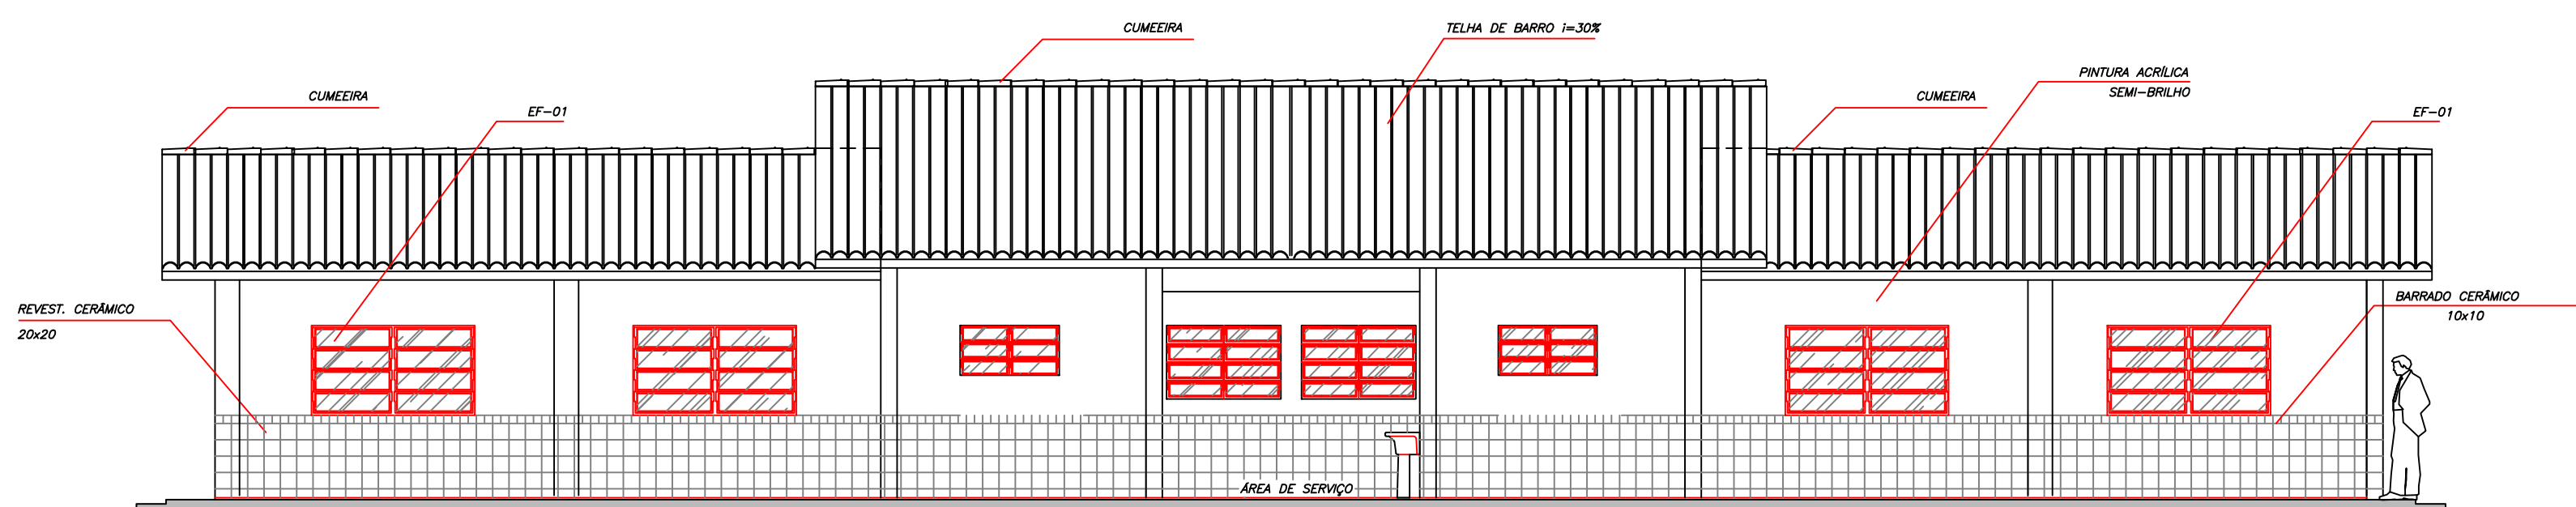 CUMEEIRA
TELHA DE BARRO i=30%
PINTURA ACRÍLICA
SEMI-BRILHO
CUMEEIRA
EF-01
CUMEEIRA
EF-01
REVEST. CERÂMICO
20x20
BARRADO CERÂMICO
10x10
ÁREA DE SERVIÇO